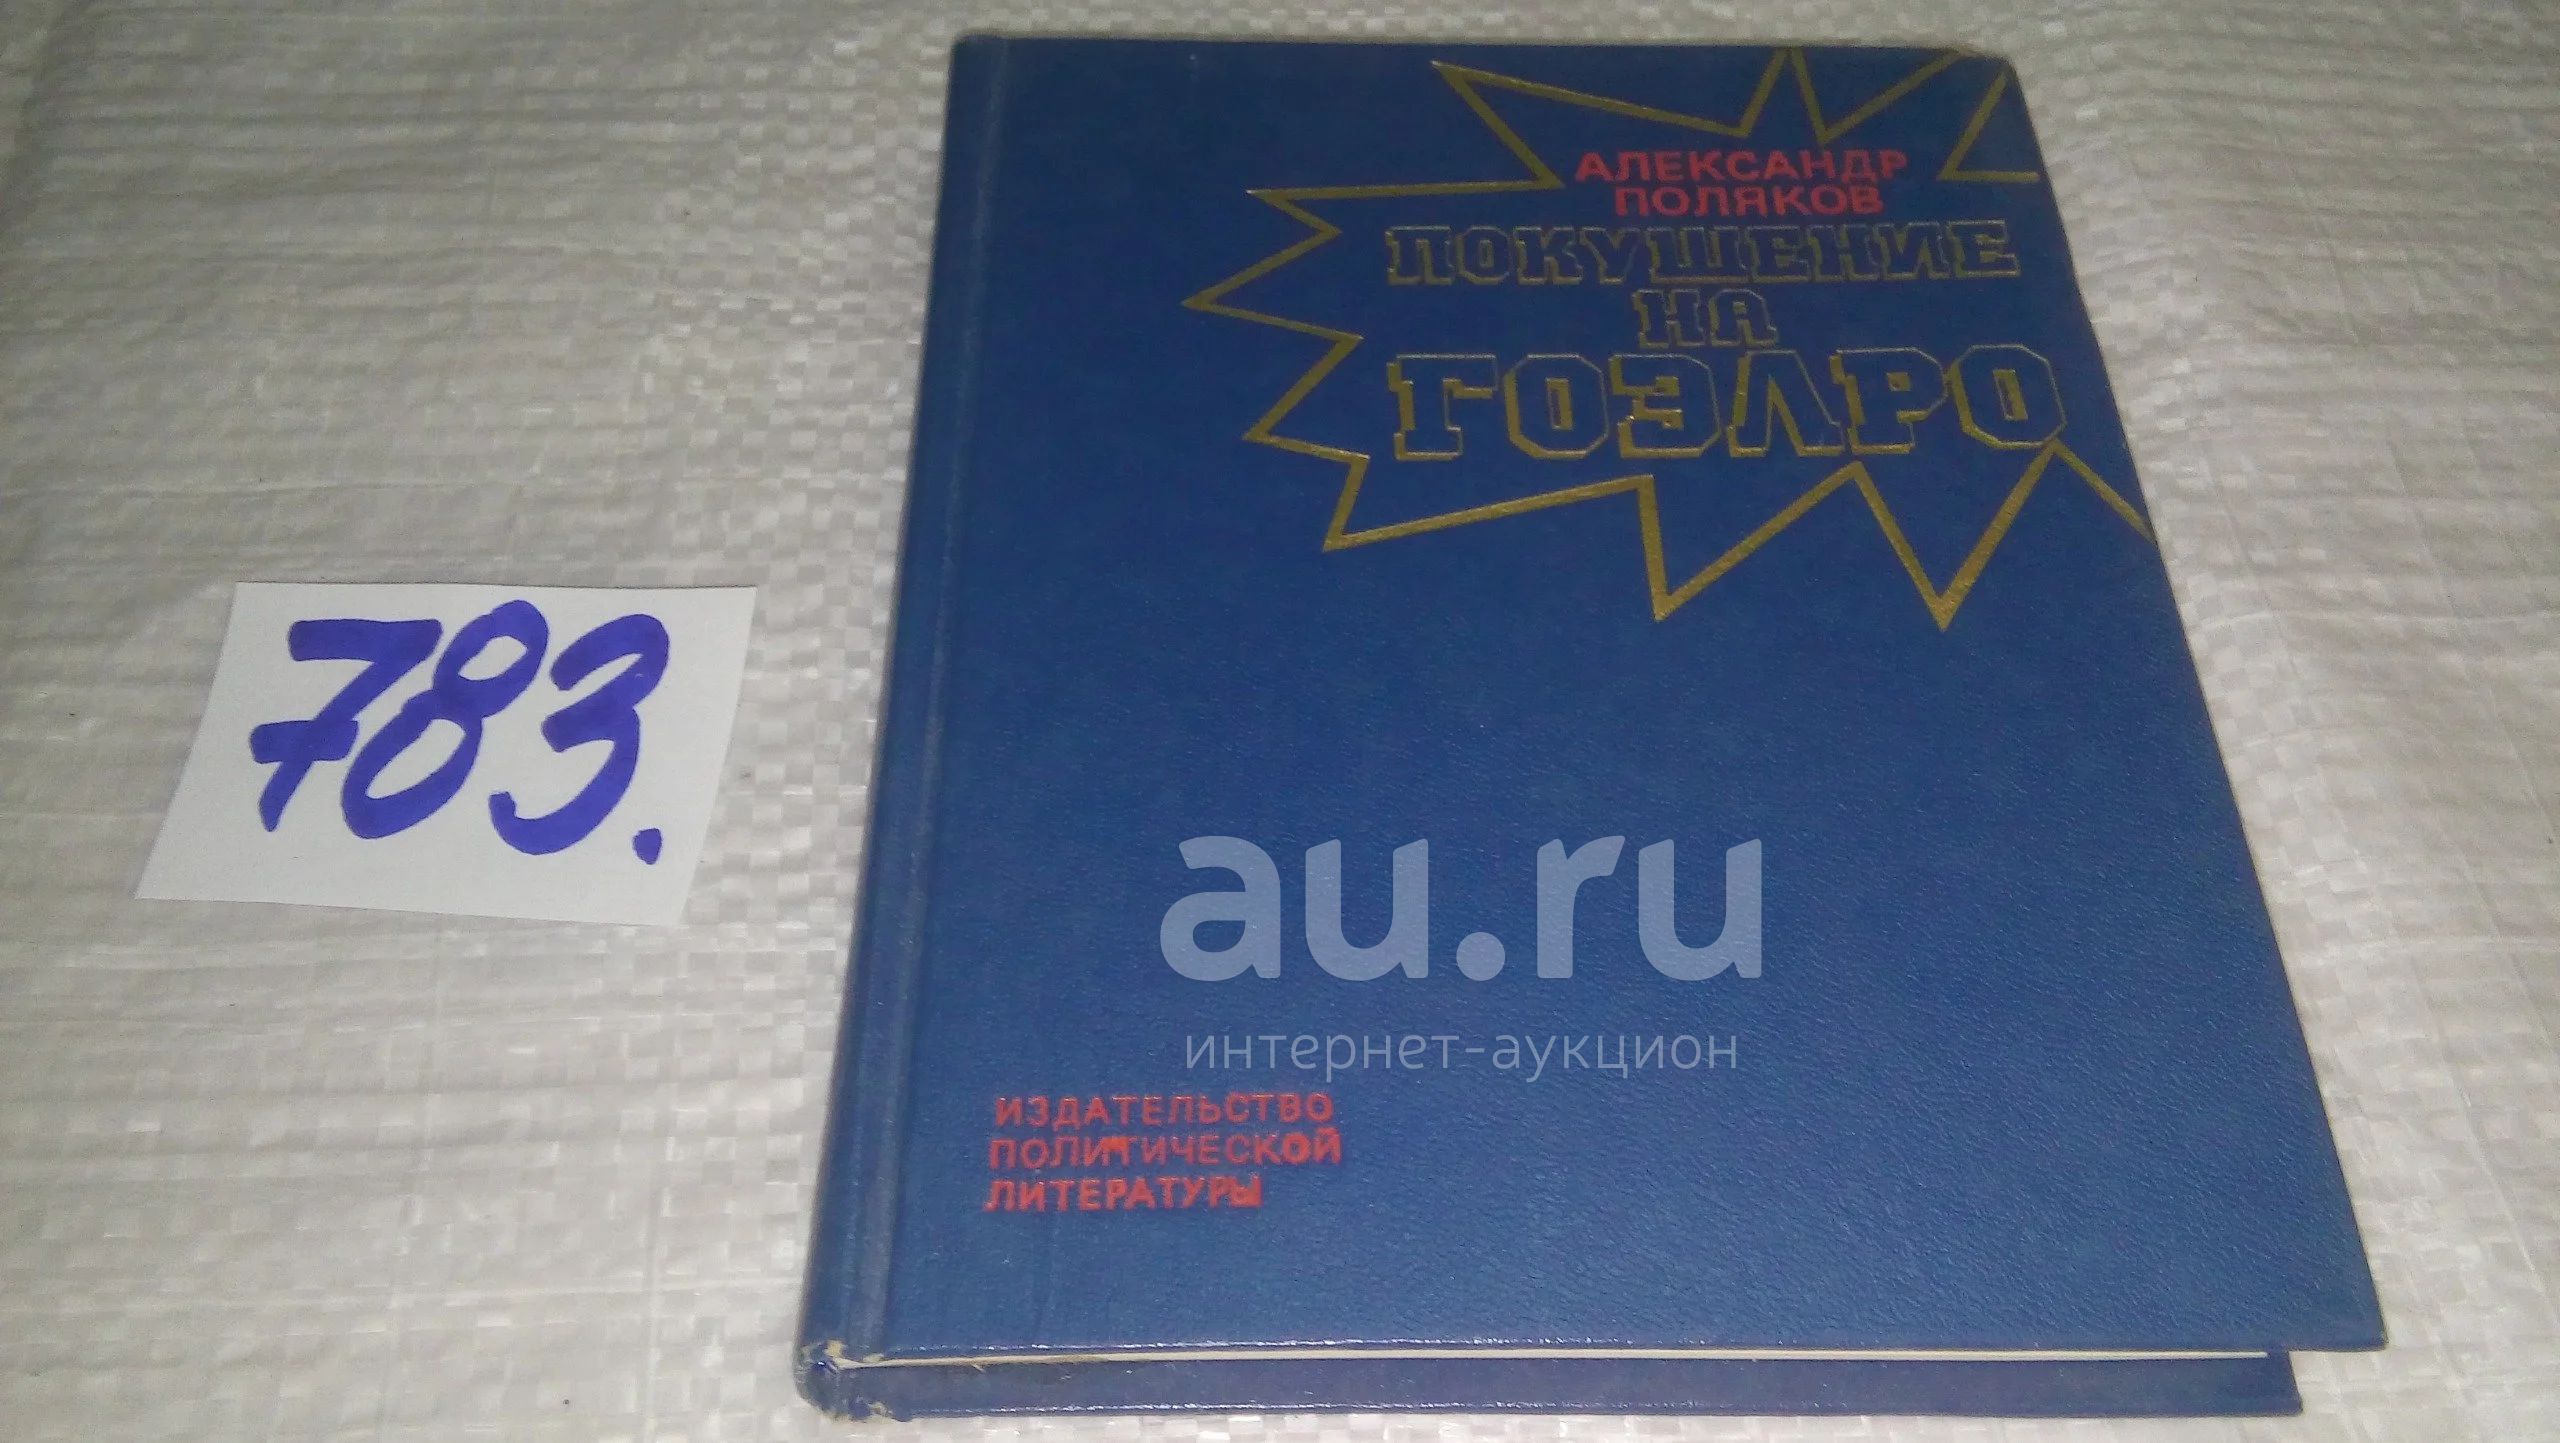 АЛЕКСАНДР
ПОЛЯКОВ
ПОКУШЕНИЕ
НА
ГОЭЛРО
783.
au.ru
интернет-аукцион
ИЗДАТЕЛЬСТВО
ПОЛИТИЧЕСКОЙ
ЛИТЕРАТУРЫ